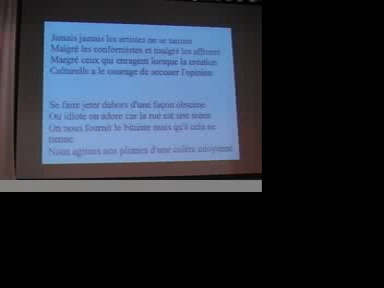 Jamais jamais les artistes ne se tairont
Malgré les conformistes et malgré les affronts
Margré ceux qui enragent lorsque la création
Culturelle a le courage de secouer l'opinion
Se faire jeter dehors d'une façon obscène
Ou idiote on adore car la rue est une scène
On nous fournit le bitume mais qu'à cela ne
tienne
Nous agitons nos plumes d'une colère citoyenne